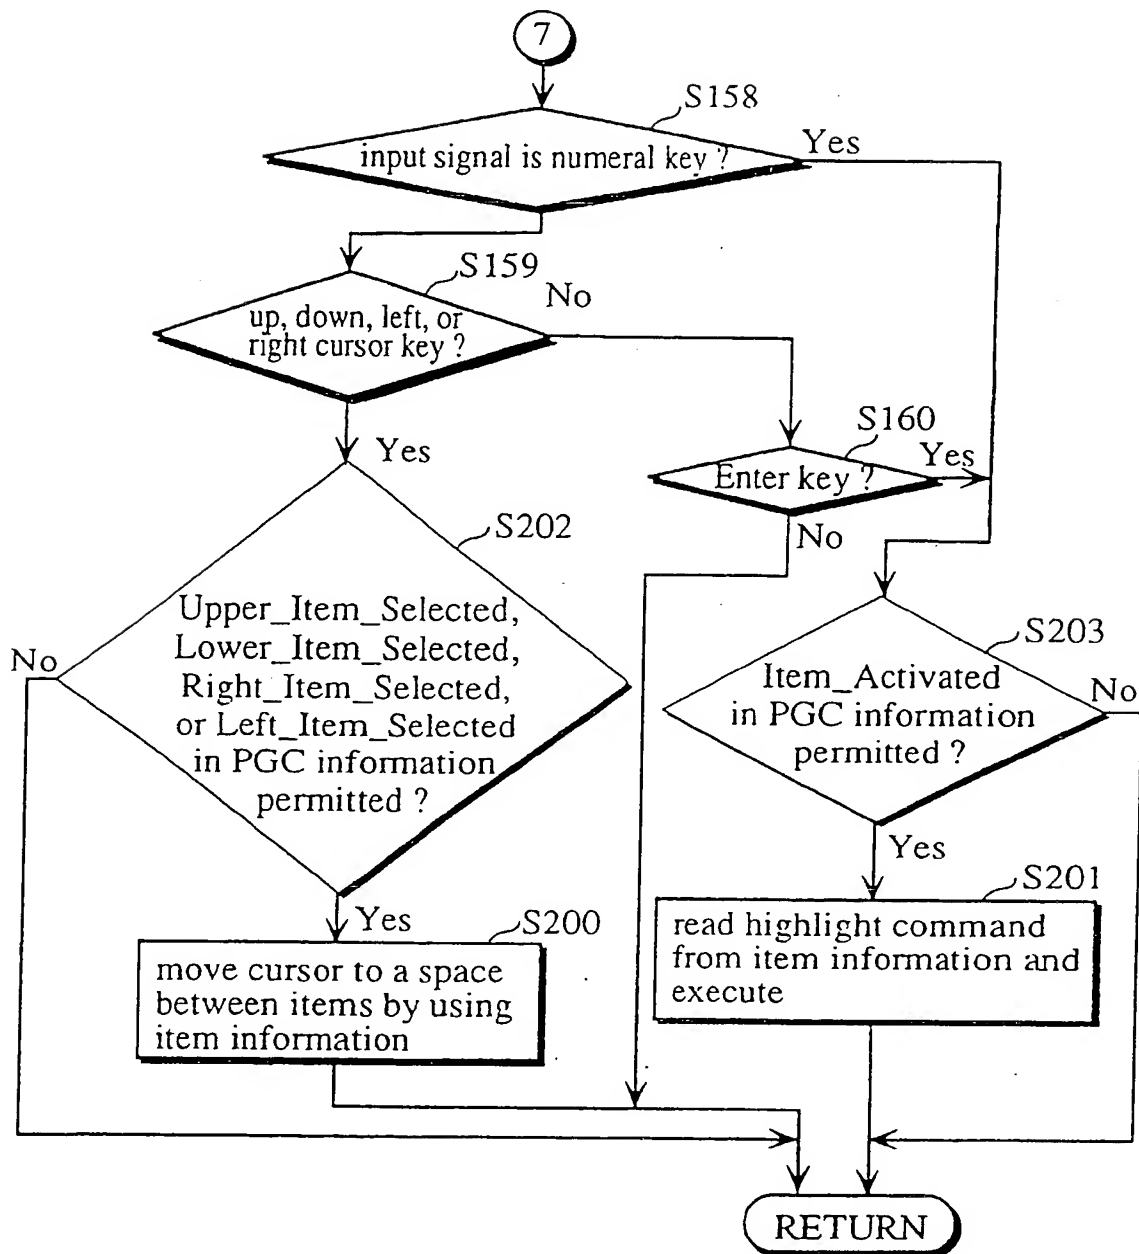 7
S158
input signal is numeral key ?
Yes
S159
No
up, down, left, or
right cursor key ?
S160
Yes
Yes
Enter key ?
S202
No
Upper_Item_Selected,
Lower_Item_Selected,
Right_Item_Selected,
or Left_Item_Selected
in PGC information
permitted ?
No
S203
Item_Activated
in PGC information
permitted ?
No
Yes
S201
Yes
S200
read highlight command
from item information and
execute
move cursor to a space
between items by using
item information
RETURN